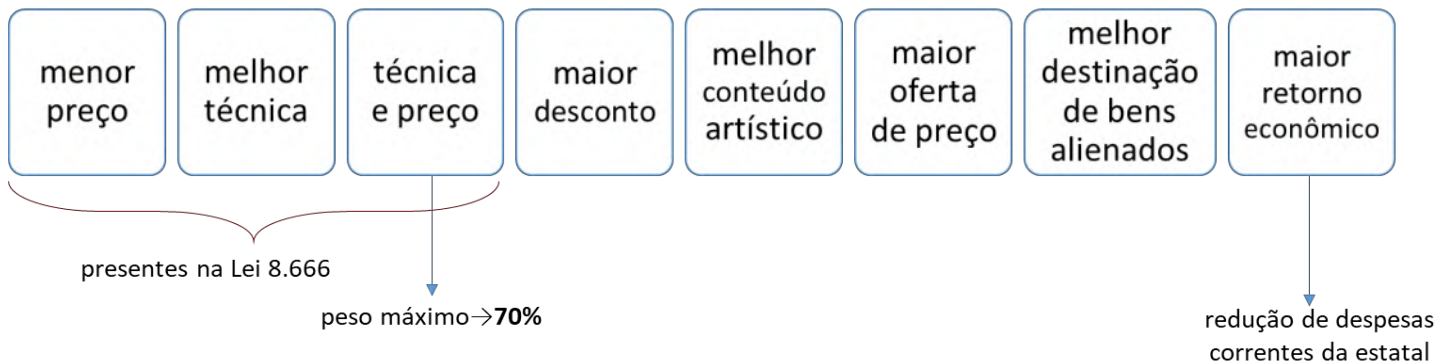 menor
preço
melhor
técnica
técnica
e preço
maior
desconto
melhor
conteúdo
artístico
maior
oferta
de preço
melhor
destinação
de bens
alienados
maior
retorno
econômico
presentes na Lei 8.666
peso máximo→70%
redução de despesas
correntes da estatal